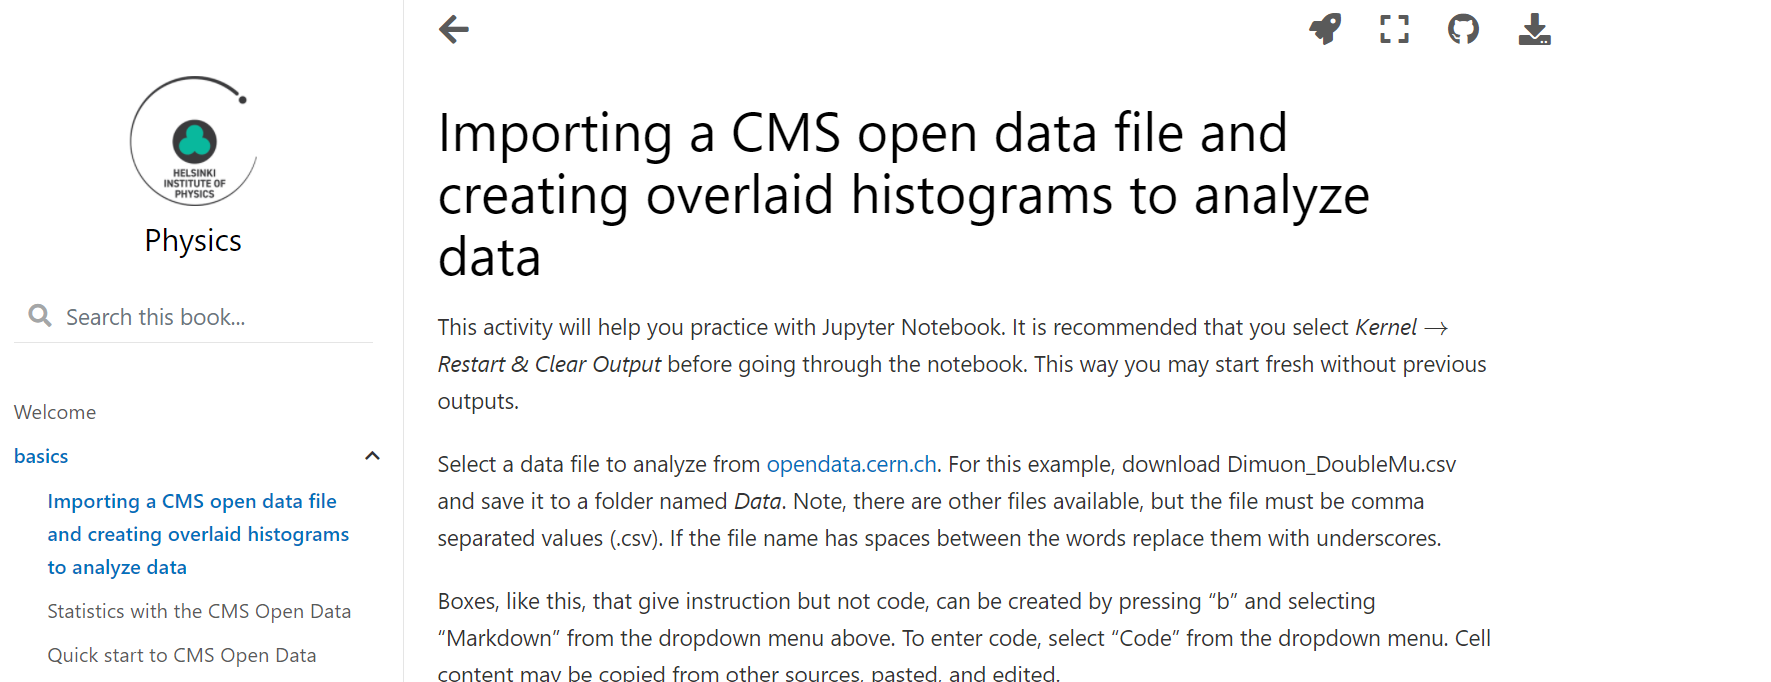 HELSINKI
INSTITUTE OF
PHYSICS
Physics
Search this book...
Welcome
basics
Importing a CMS open data file
and creating overlaid histograms
to analyze data
Statistics with the CMS Open Data
Quick start to CMS Open Data
Importing a CMS open data file and
creating overlaid histograms to analyze
data
This activity will help you practice with Jupyter Notebook. It is recommended that you select Kernel →
Restart & Clear Output before going through the notebook. This way you may start fresh without previous
outputs.
Select a data file to analyze from opendata.cern.ch. For this example, download Dimuon_DoubleMu.csv
and save it to a folder named Data. Note, there are other files available, but the file must be comma
separated values (.csv). If the file name has spaces between the words replace them with underscores.
Boxes, like this, that give instruction but not code, can be created by pressing “b” and selecting
“Markdown” from the dropdown menu above. To enter code, select “Code” from the dropdown menu. Cell
content may be copied from other sources, pasted, and edited.